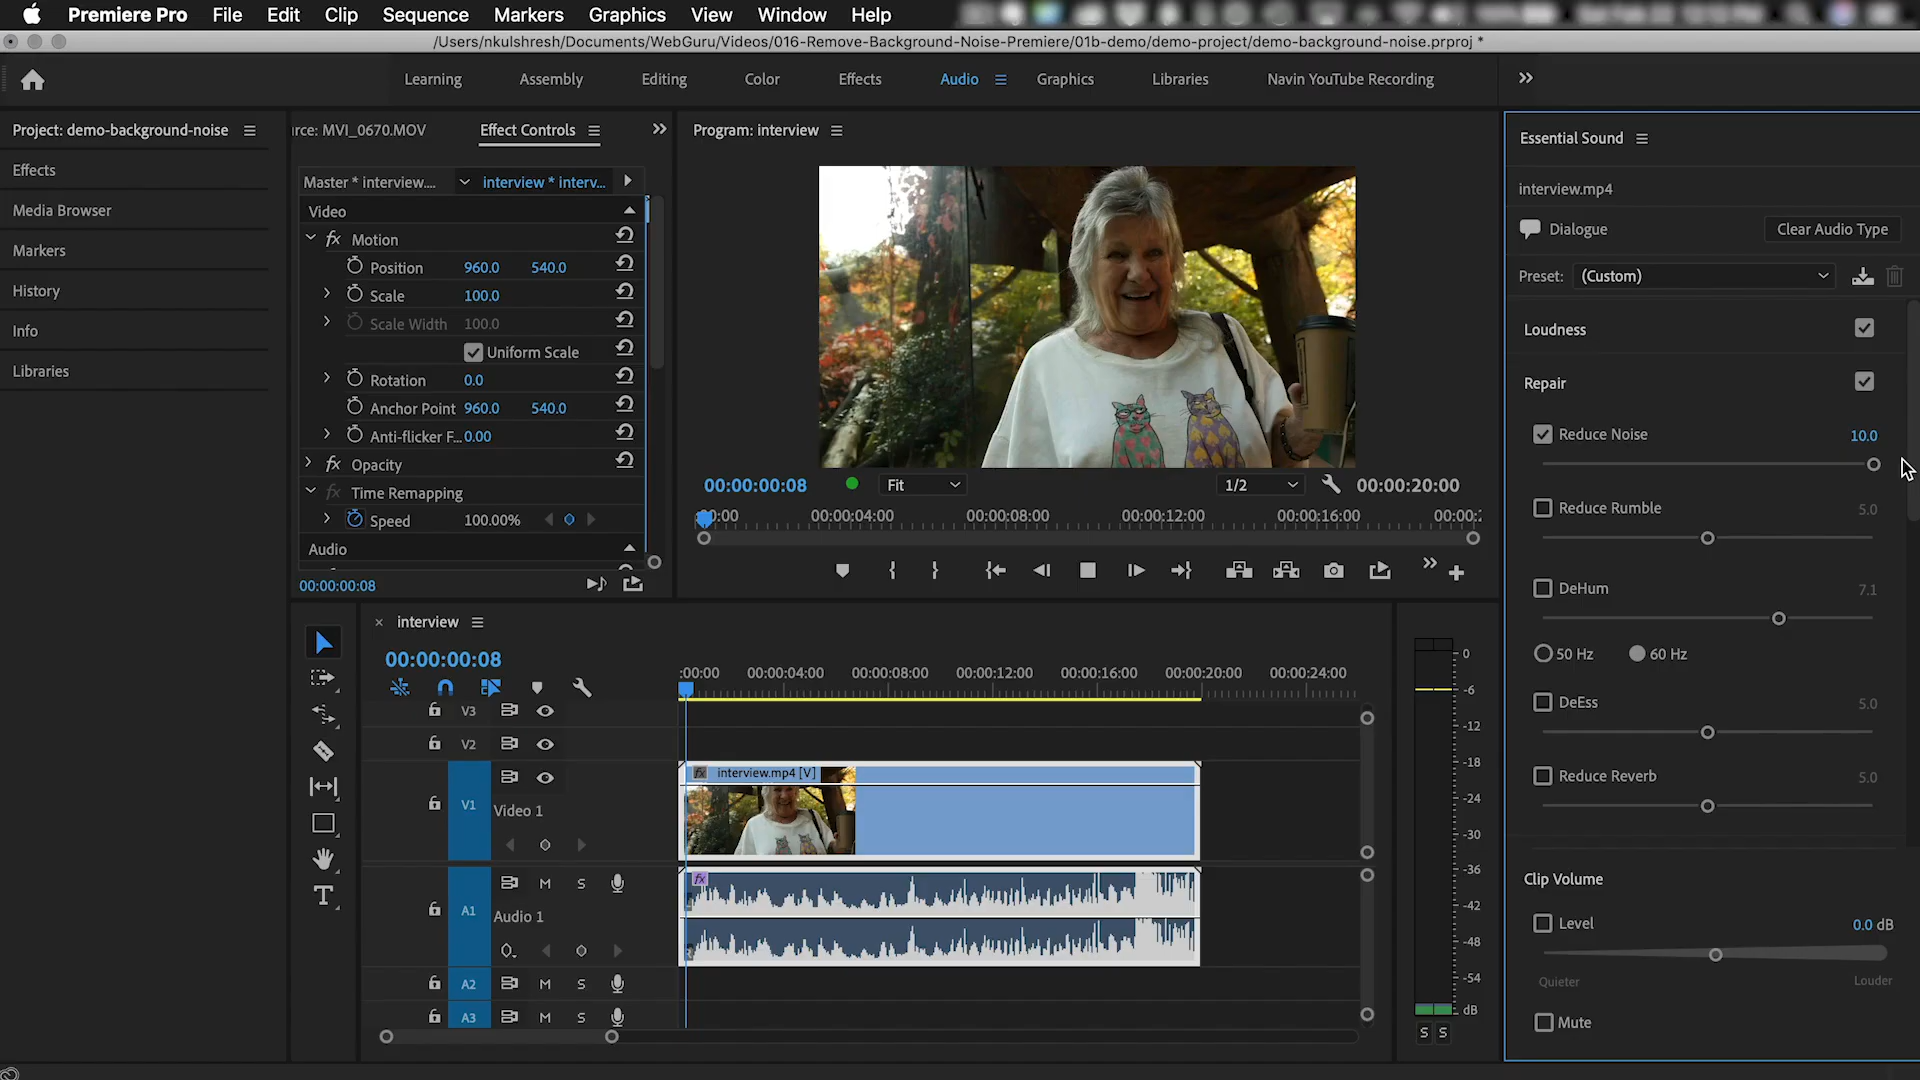 Premiere Pro File Edit Clip Sequence Markers Graphics View Window Help
/Users/nkulshresh/Documents/WebGuru/Videos/016-Remove-Background-Noise-Premiere/01b-demo/demo-project/demo-background-noise.prproj *
Learning Assembly Editing Color Effects Audio Graphics Libraries Navin YouTube Recording
Project: demo-background-noise
Effects
Media Browser
Markers
History
Info
Libraries
rce: MVI_0670.MOV Effect Controls
Master * interview.... interview * interv...
Video
fx Motion
Position 960.0 540.0
Scale 100.0
Scale Width 100.0
Uniform Scale
Rotation 0.0
Anchor Point 960.0 540.0
Anti-flicker F... 0.00
fx Opacity
fx Time Remapping
Speed 100.00%
Audio
00:00:00:08
Program: interview
00:00:00:08 Fit 1/2 00:00:20:00
:00:00 00:00:04:00 00:00:08:00 00:00:12:00 00:00:16:00 00:00:2
interview
00:00:00:08
:00:00 00:00:04:00 00:00:08:00 00:00:12:00 00:00:16:00 00:00:20:00 00:00:24:00
V3
V2
V1 Video 1
fx interview.mp4 [V]
A1 M S
Audio 1
fx
A2 M S
A3 M S
0
-6
-12
-18
-24
-30
-36
-42
-48
-54
dB
S S
Essential Sound
interview.mp4
Dialogue Clear Audio Type
Preset: (Custom)
Loudness
Repair
Reduce Noise 10.0
Reduce Rumble 5.0
DeHum 7.1
50 Hz 60 Hz
DeEss 5.0
Reduce Reverb 5.0
Clip Volume
Level 0.0 dB
Quieter Louder
Mute